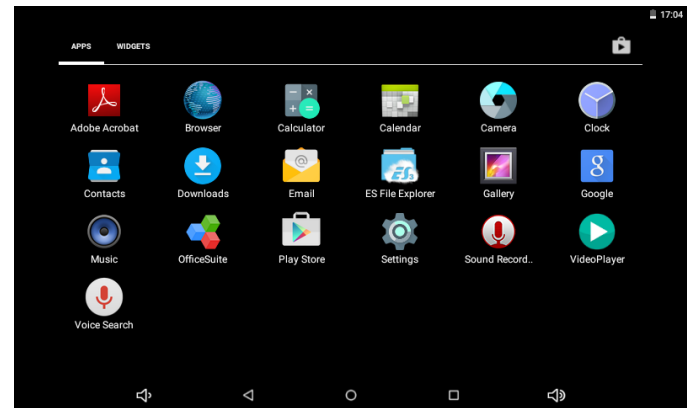 17:04
APPS WIDGETS
Adobe Acrobat Browser Calculator Calendar Camera Clock
Contacts Downloads Email ES File Explorer Gallery Google
Music OfficeSuite Play Store Settings Sound Record.. VideoPlayer
Voice Search